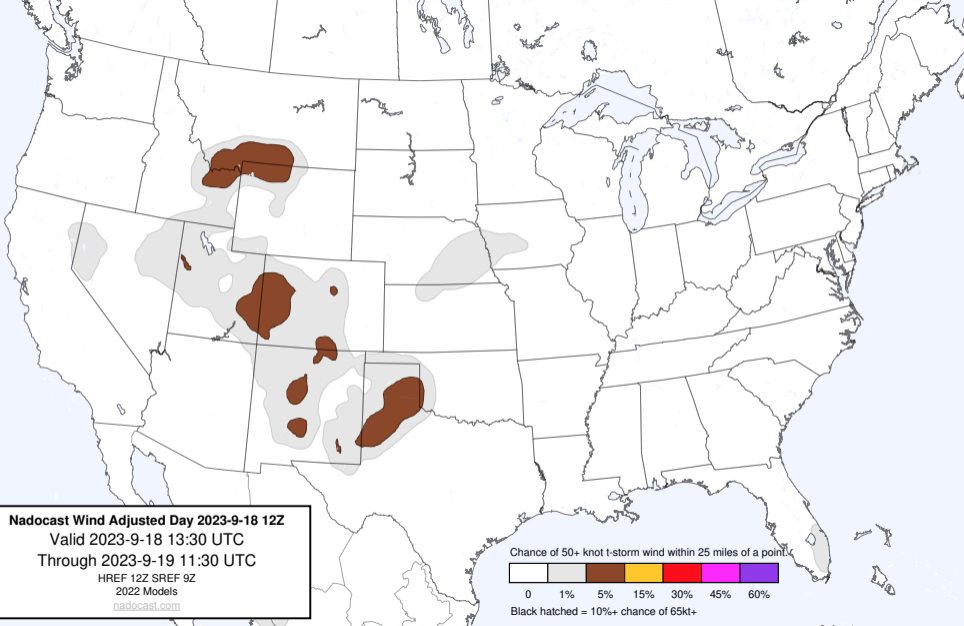 Nadocast Wind Adjusted Day 2023-9-18 12Z
Valid 2023-9-18 13:30 UTC
Through 2023-9-19 11:30 UTC
HREF 12Z SREF 9Z
2022 Models
nadocast.com
Chance of 50+ knot t-storm wind within 25 miles of a point.
0 1% 5% 15% 30% 45% 60%
Black hatched = 10%+ chance of 65kt+